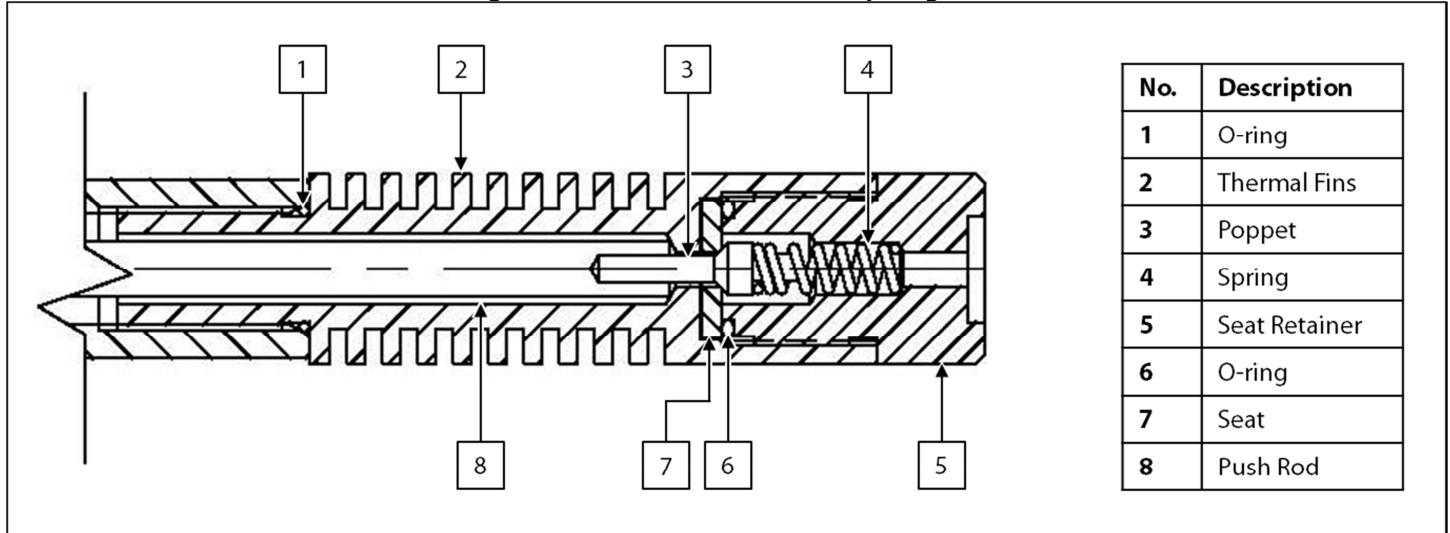 1
2
3
4
8
7
6
5
No. Description
1 O-ring
2 Thermal Fins
3 Poppet
4 Spring
5 Seat Retainer
6 O-ring
7 Seat
8 Push Rod